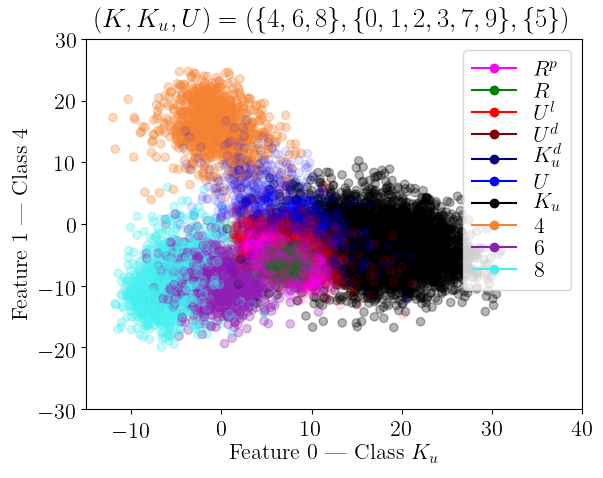 (K, K_u, U) = ({4, 6, 8}, {0, 1, 2, 3, 7, 9}, {5})
30
20
10
0
−10
−20
−30
Feature 1 — Class 4
R^p
R
U^l
U^d
K_u^d
U
K_u
4
6
8
−10
0
10
20
30
40
Feature 0 — Class K_u